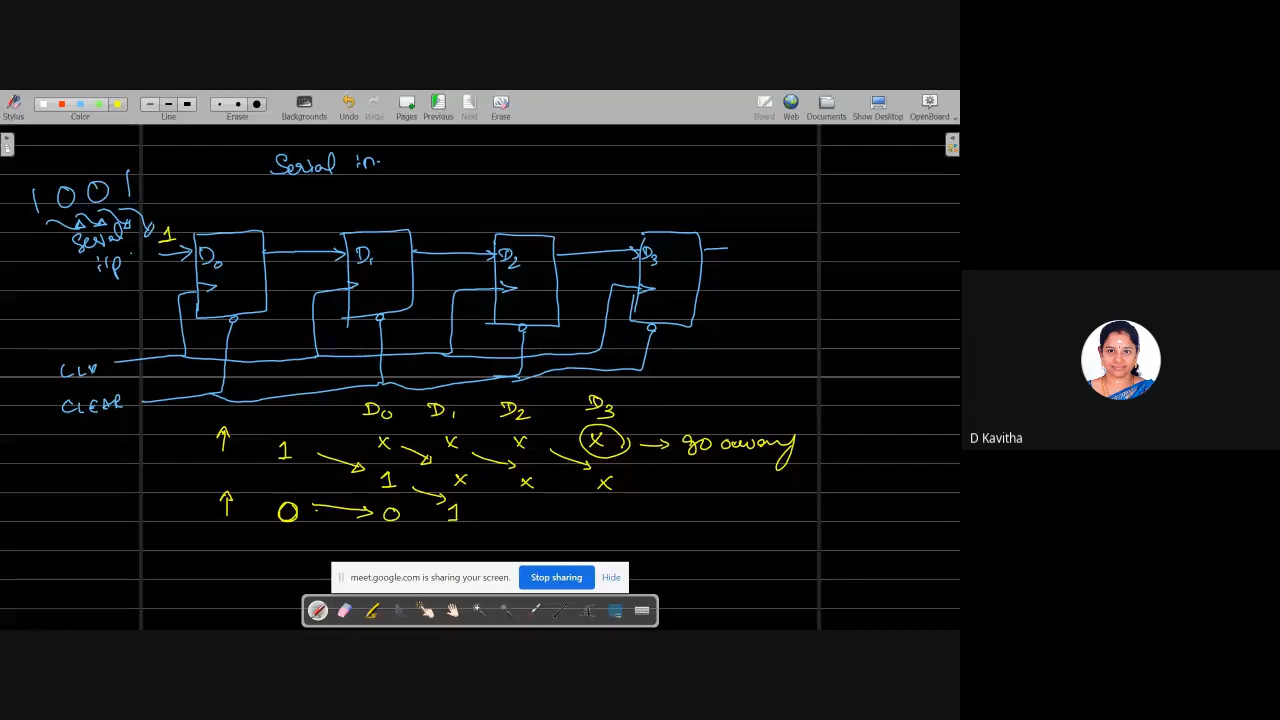 Stylus Color Line Eraser Backgrounds Undo Redo Pages Previous Next Erase Board Web Documents Show Desktop OpenBoard
Serial in
1 0 0 1
Serial
i/p
1
D0 D1 D2 D3
CLK
CLEAR
D0 D1 D2 D3
↑ 1 x x x x → go away
1 x x x
↑ 0 → 0 1
meet.google.com is sharing your screen. Stop sharing Hide
D Kavitha